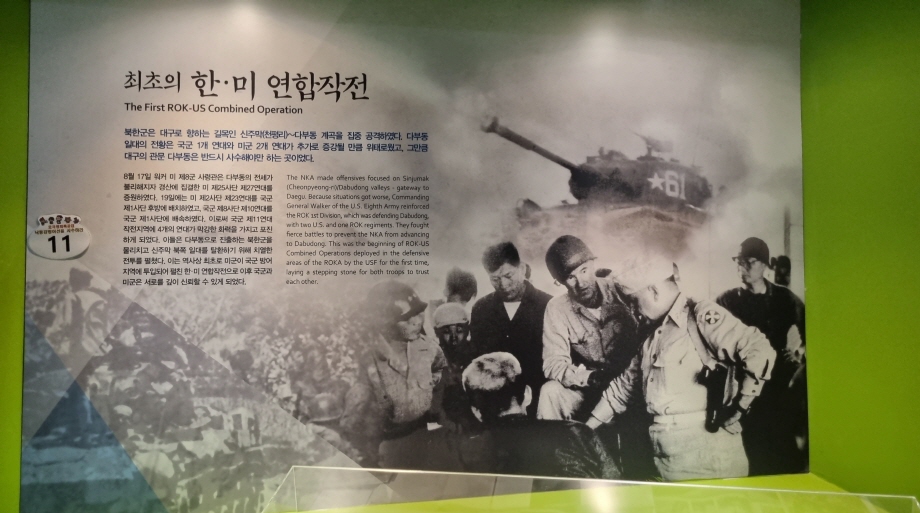 최초의 한·미 연합작전
The First ROK-US Combined Operation
북한군은 대구로 향하는 길목인 신주막(천평리)~다부동 계곡을 집중 공격하였다. 다부동
일대의 전황은 국군 1개 연대와 미군 2개 연대가 추가로 증강될 만큼 위태로웠고, 그만큼
대구의 관문 다부동은 반드시 사수해야만 하는 곳이었다.
8월 17일 워커 미 제8군 사령관은 다부동의 전세가
불리해지자 경산에 집결한 미 제25사단 제27연대를
증원하였다. 19일에는 미 제2사단 제23연대를 국군
제1사단 후방에 배치하였고, 국군 제8사단 제10연대를
국군 제1사단에 배속하였다. 이로써 국군 제11연대
작전지역에 4개의 연대가 막강한 화력을 가지고 포진
하게 되었다. 이들은 다부동으로 진출하는 북한군을
물리치고 신주막 북쪽 일대를 탈환하기 위해 치열한
전투를 펼쳤다. 이는 역사상 최초로 미군이 국군 방어
지역에 투입되어 펼친 한·미 연합작전으로 이후 국군과
미군은 서로를 깊이 신뢰할 수 있게 되었다.
The NKA made offensives focused on Sinjumak
(Cheonpyeong-ri)/Dabudong valleys - gateway to
Daegu. Because situations got worse, Commanding
General Walker of the U.S. Eighth Army reinforced
the ROK 1st Division, which was defending Dabudong,
with two U.S. and one ROK regiments. They fought
fierce battles to prevent the NKA from advancing
to Dabudong. This was the beginning of ROK-US
Combined Operations deployed in the defensive
areas of the ROKA by the USF for the first time,
laying a stepping stone for both troops to trust
each other.
11
61